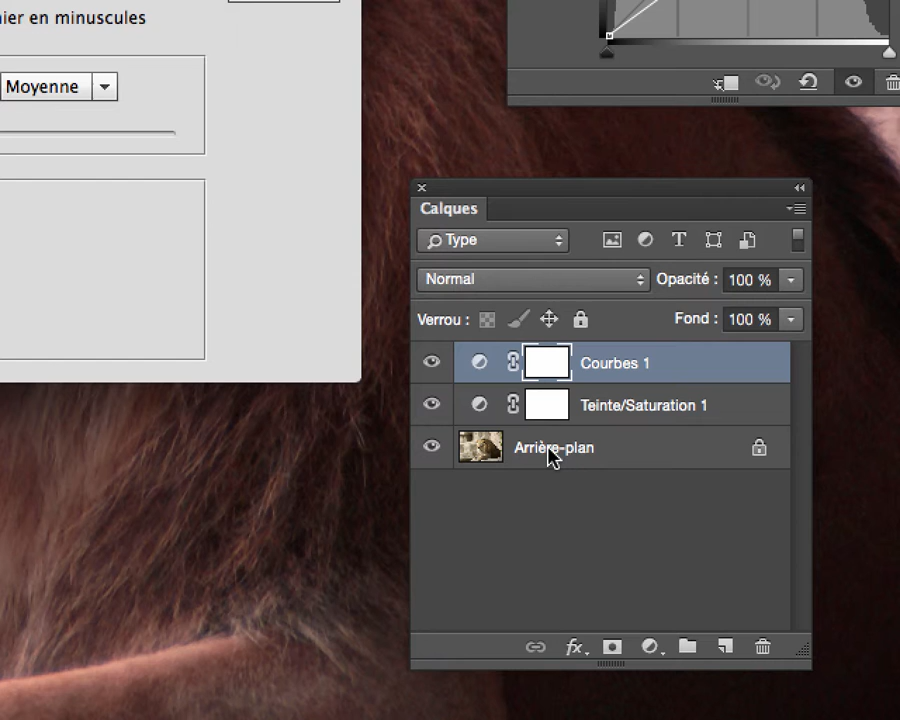 ier en minuscules
Moyenne
Calques
Type
Normal
Opacité : 100 %
Verrou :
Fond : 100 %
Courbes 1
Teinte/Saturation 1
Arrière-plan
fx